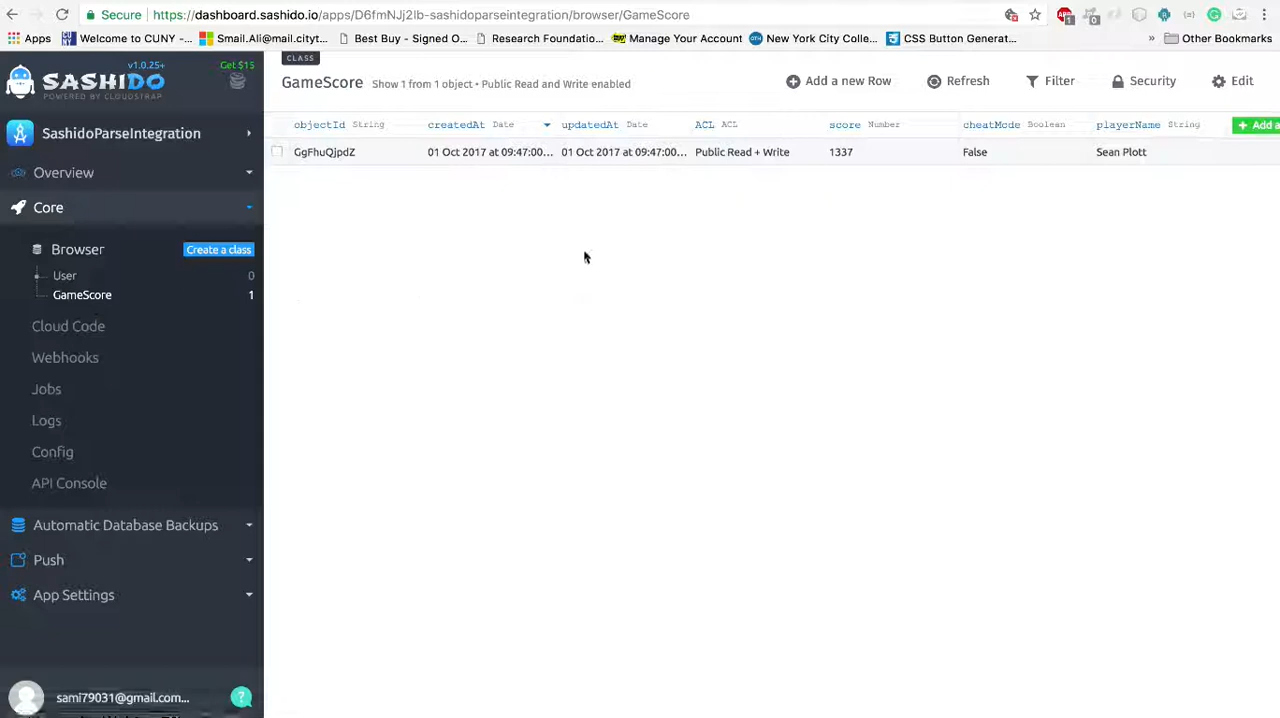 Secure https://dashboard.sashido.io/apps/D6fmNJj2lb-sashidoparseintegration/browser/GameScore
Apps Welcome to CUNY -... Smail.Ali@mail.cityt... Best Buy - Signed O... Research Foundatio... Manage Your Account New York City Colle... CSS Button Generat... » Other Bookmarks
v1.0.25+ Get $15
SASHIDO
POWERED BY CLOUDSTRAP
CLASS
GameScore Show 1 from 1 object • Public Read and Write enabled
Add a new Row Refresh Filter Security Edit
objectId String createdAt Date updatedAt Date ACL ACL score Number cheatMode Boolean playerName String + Add a
GgFhuQjpdZ 01 Oct 2017 at 09:47:00... 01 Oct 2017 at 09:47:00... Public Read + Write 1337 False Sean Plott
SashidoParseIntegration
Overview
Core
Browser Create a class
User 0
GameScore 1
Cloud Code
Webhooks
Jobs
Logs
Config
API Console
Automatic Database Backups
Push
App Settings
sami79031@gmail.com... ?